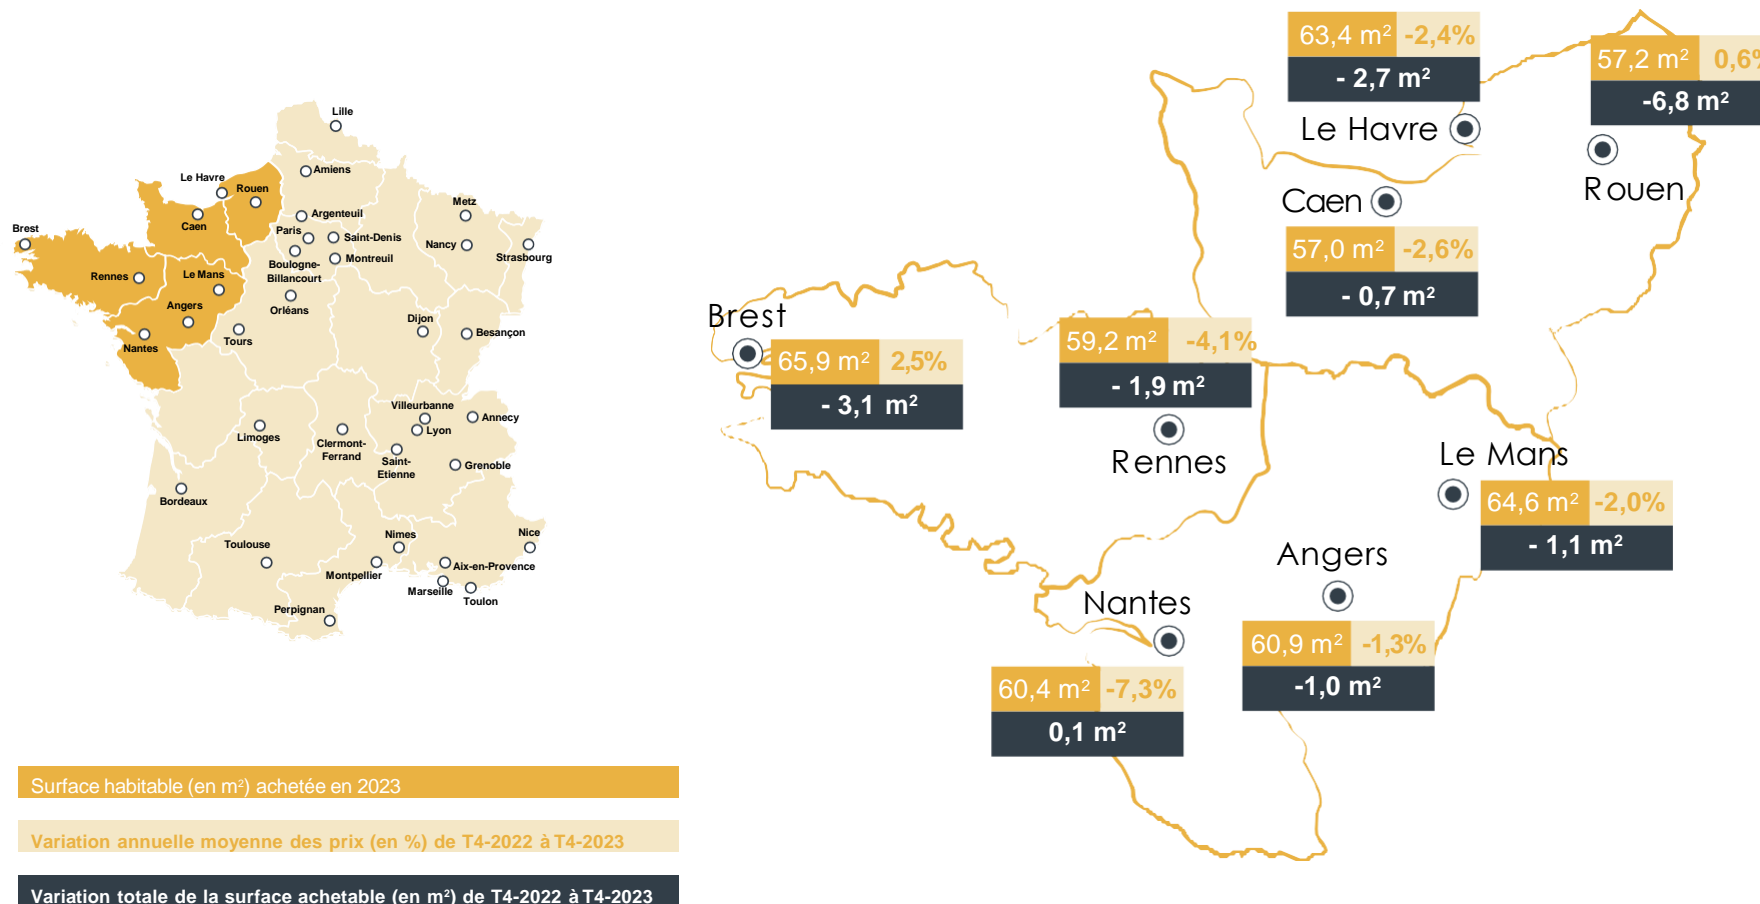 Lille
Amiens
Le Havre
Rouen
Caen
Argenteuil
Metz
Paris
Saint-Denis
Nancy
Strasbourg
Brest
Boulogne-
Billancourt
Montreuil
Rennes
Le Mans
Orléans
Angers
Nantes
Tours
Dijon
Besançon
Villeurbanne
Annecy
Lyon
Limoges
Clermont-
Ferrand
Saint-
Etienne
Grenoble
Bordeaux
Toulouse
Nimes
Nice
Montpellier
Aix-en-Provence
Marseille
Toulon
Perpignan
63,4 m² -2,4%
- 2,7 m²
Le Havre
57,2 m² 0,6%
-6,8 m²
Rouen
Caen
57,0 m² -2,6%
- 0,7 m²
Brest
65,9 m² 2,5%
- 3,1 m²
59,2 m² -4,1%
- 1,9 m²
Rennes
Le Mans
64,6 m² -2,0%
- 1,1 m²
Angers
60,9 m² -1,3%
-1,0 m²
Nantes
60,4 m² -7,3%
0,1 m²
Surface habitable (en m²) achetée en 2023
Variation annuelle moyenne des prix (en %) de T4-2022 à T4-2023
Variation totale de la surface achetable (en m²) de T4-2022 à T4-2023